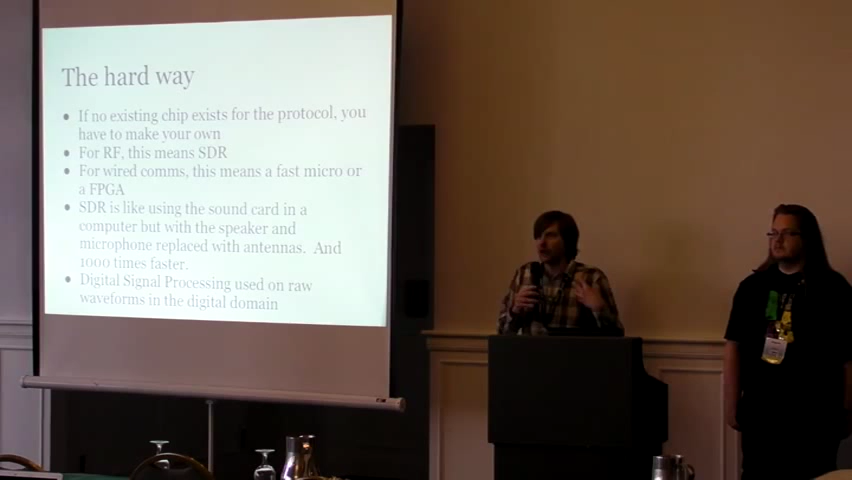 The hard way
If no existing chip exists for the protocol, you
have to make your own
For RF, this means SDR
For wired comms, this means a fast micro or
a FPGA
SDR is like using the sound card in a
computer but with the speaker and
microphone replaced with antennas. And
1000 times faster.
Digital Signal Processing used on raw
waveforms in the digital domain